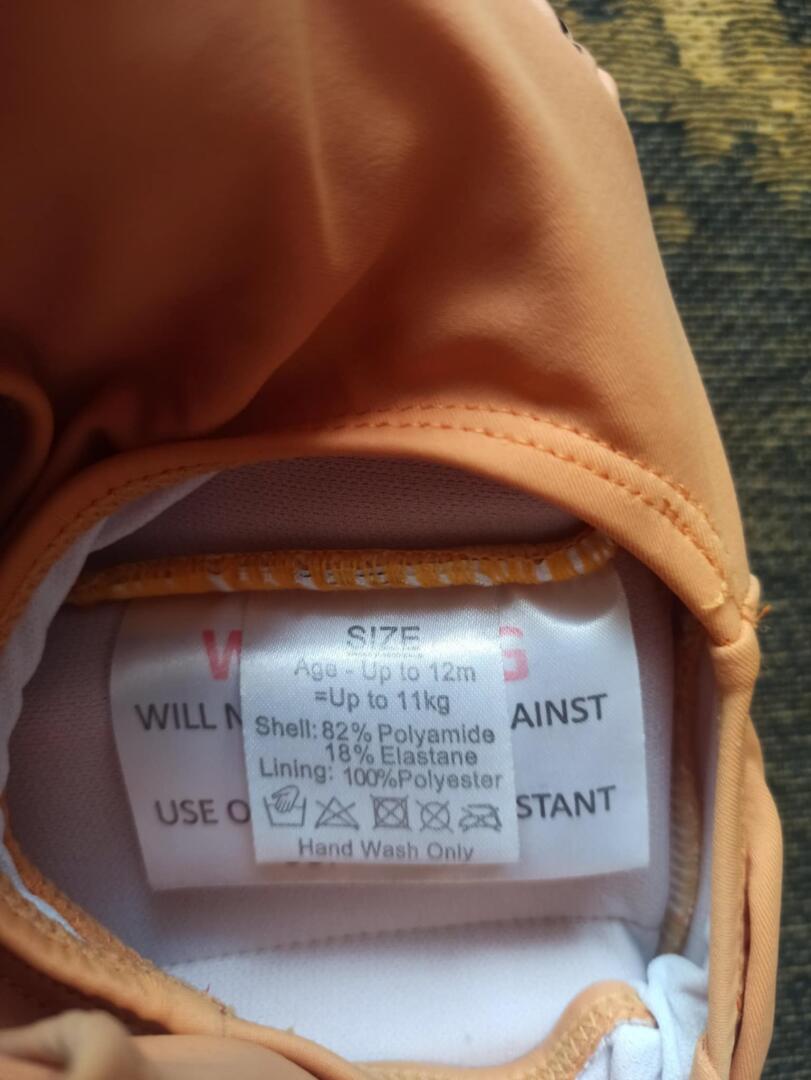 SIZE
Age - Up to 12m
=Up to 11kg
Shell: 82% Polyamide
18% Elastane
Lining: 100%Polyester
Hand Wash Only
W G
WILL N AINST
USE O STANT